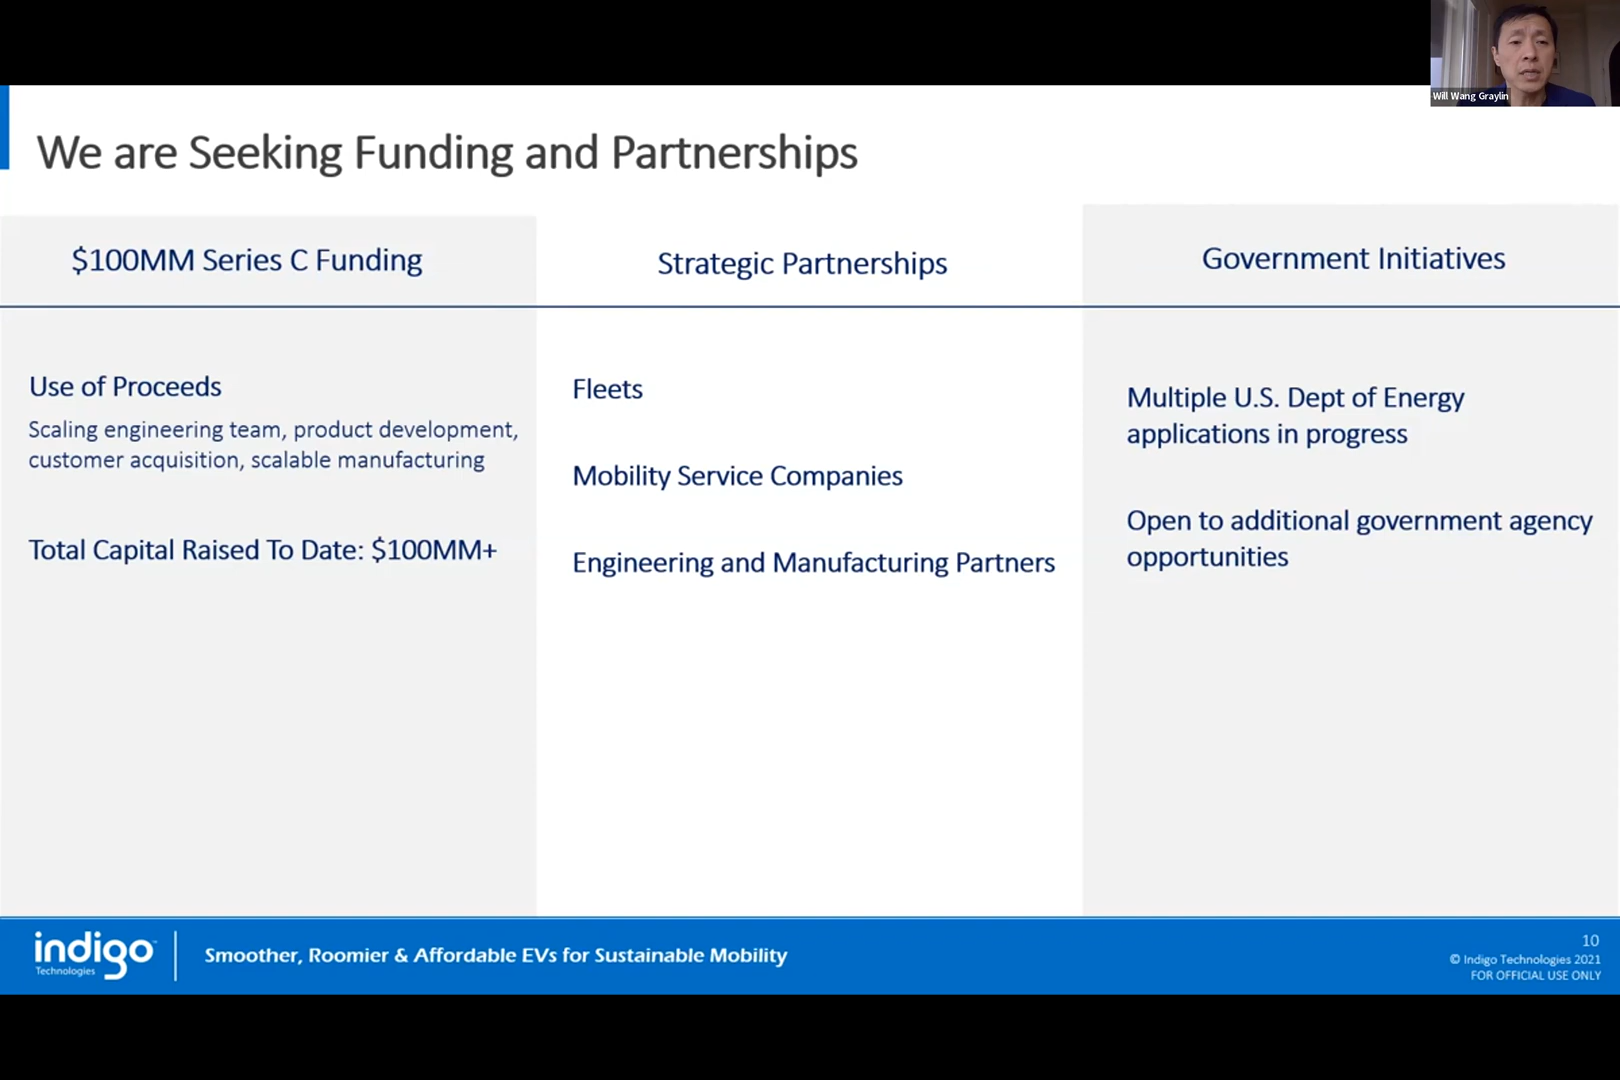 Will Wang Graylin
We are Seeking Funding and Partnerships
$100MM Series C Funding
Use of Proceeds
Scaling engineering team, product development,
customer acquisition, scalable manufacturing
Total Capital Raised To Date: $100MM+
Strategic Partnerships
Fleets
Mobility Service Companies
Engineering and Manufacturing Partners
Government Initiatives
Multiple U.S. Dept of Energy
applications in progress
Open to additional government agency
opportunities
indigo
Technologies
Smoother, Roomier & Affordable EVs for Sustainable Mobility
10
© Indigo Technologies 2021
FOR OFFICIAL USE ONLY